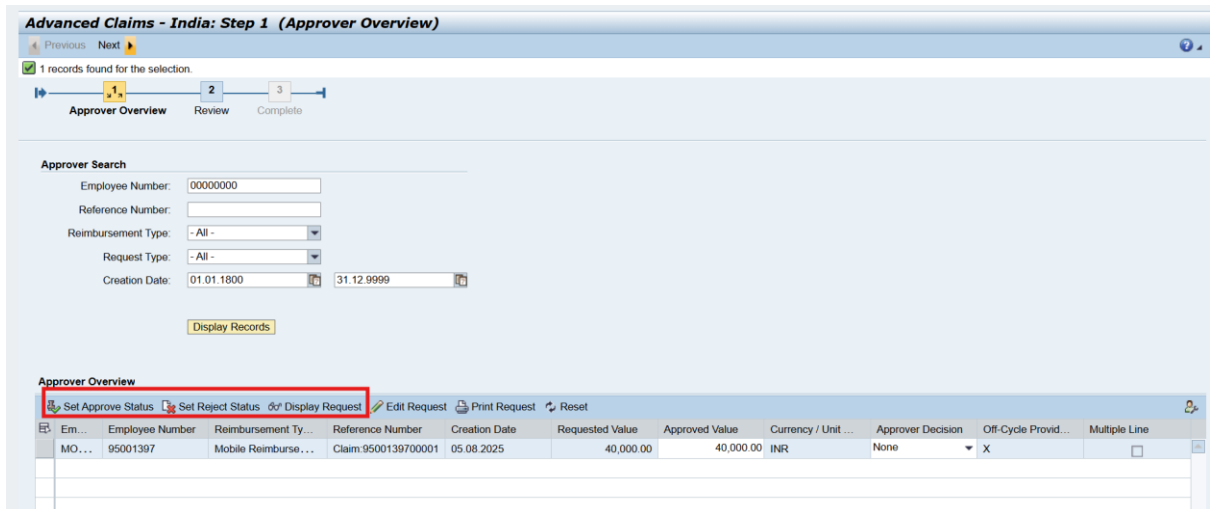 Advanced Claims - India: Step 1 (Approver Overview)
Previous Next
1 records found for the selection.
1 2 3
Approver Overview Review Complete
Approver Search
Employee Number: 00000000
Reference Number:
Reimbursement Type: - All -
Request Type: - All -
Creation Date: 01.01.1800 31.12.9999
Display Records
Approver Overview
Set Approve Status Set Reject Status Display Request Edit Request Print Request Reset
Em... Employee Number Reimbursement Ty... Reference Number Creation Date Requested Value Approved Value Currency / Unit ... Approver Decision Off-Cycle Provid... Multiple Line
MO... 95001397 Mobile Reimburse... Claim:9500139700001 05.08.2025 40,000.00 40,000.00 INR None X